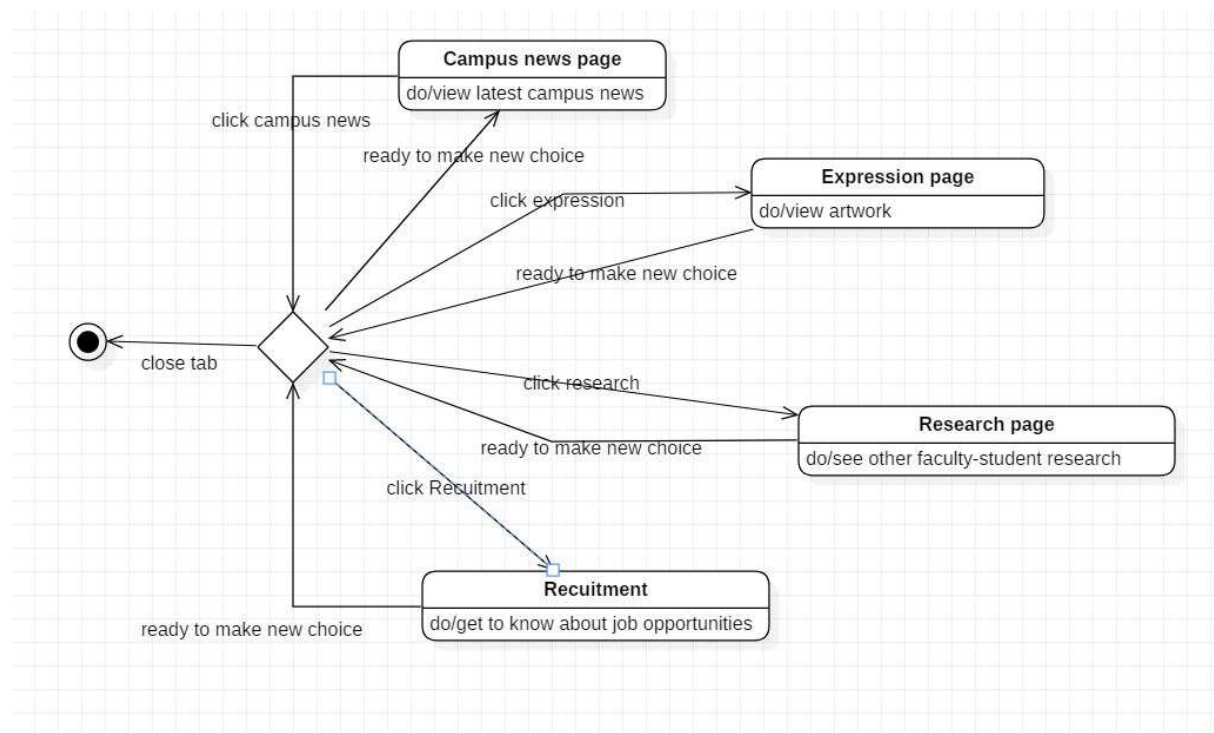 Campus news page
do/view latest campus news
click campus news
ready to make new choice
Expression page
click expression
do/view artwork
ready to make new choice
close tab
click research
Research page
ready to make new choice
do/see other faculty-student research
click Recuitment
Recuitment
do/get to know about job opportunities
ready to make new choice